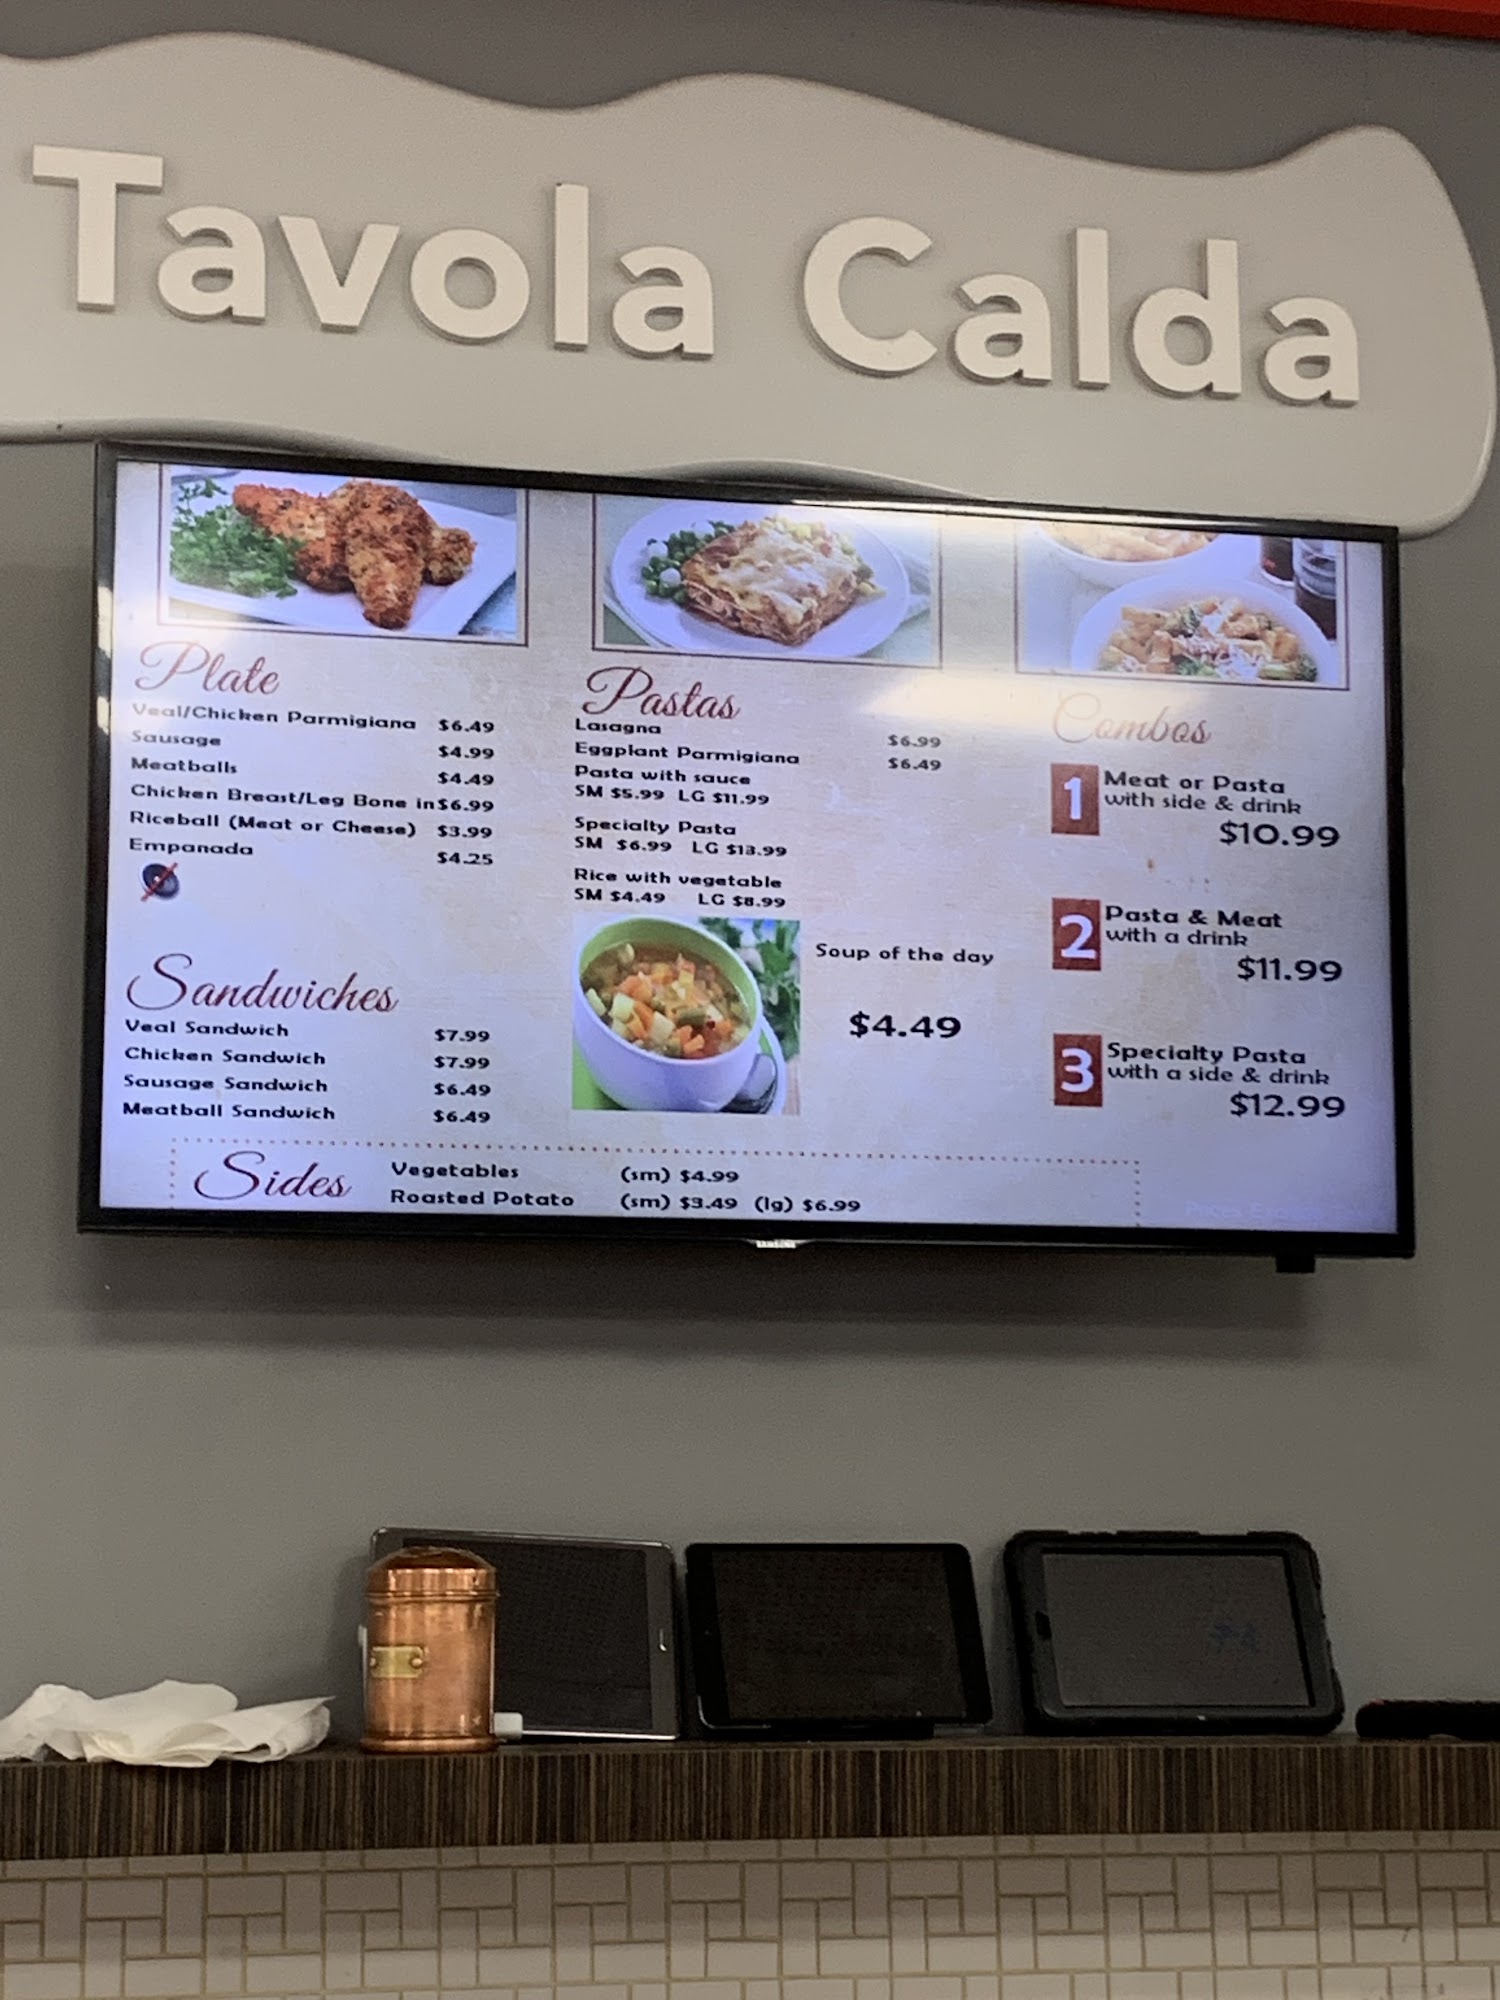 Tavola Calda
Plate
Veal/Chicken Parmigiana $6.49
Sausage $4.99
Meatballs $4.49
Chicken Breast/Leg Bone in $6.99
Riceball (Meat or Cheese) $3.99
Empanada $4.25
Sandwiches
Veal Sandwich $7.99
Chicken Sandwich $7.99
Sausage Sandwich $6.49
Meatball Sandwich $6.49
Pastas
Lasagna $6.99
Eggplant Parmigiana $6.49
Pasta with sauce
SM $5.99 LG $11.99
Specialty Pasta
SM $6.99 LG $13.99
Rice with vegetable
SM $4.49 LG $8.99
Soup of the day
$4.49
Combos
1 Meat or Pasta
with side & drink
$10.99
2 Pasta & Meat
with a drink
$11.99
3 Specialty Pasta
with a side & drink
$12.99
Sides
Vegetables (sm) $4.99
Roasted Potato (sm) $3.49 (lg) $6.99